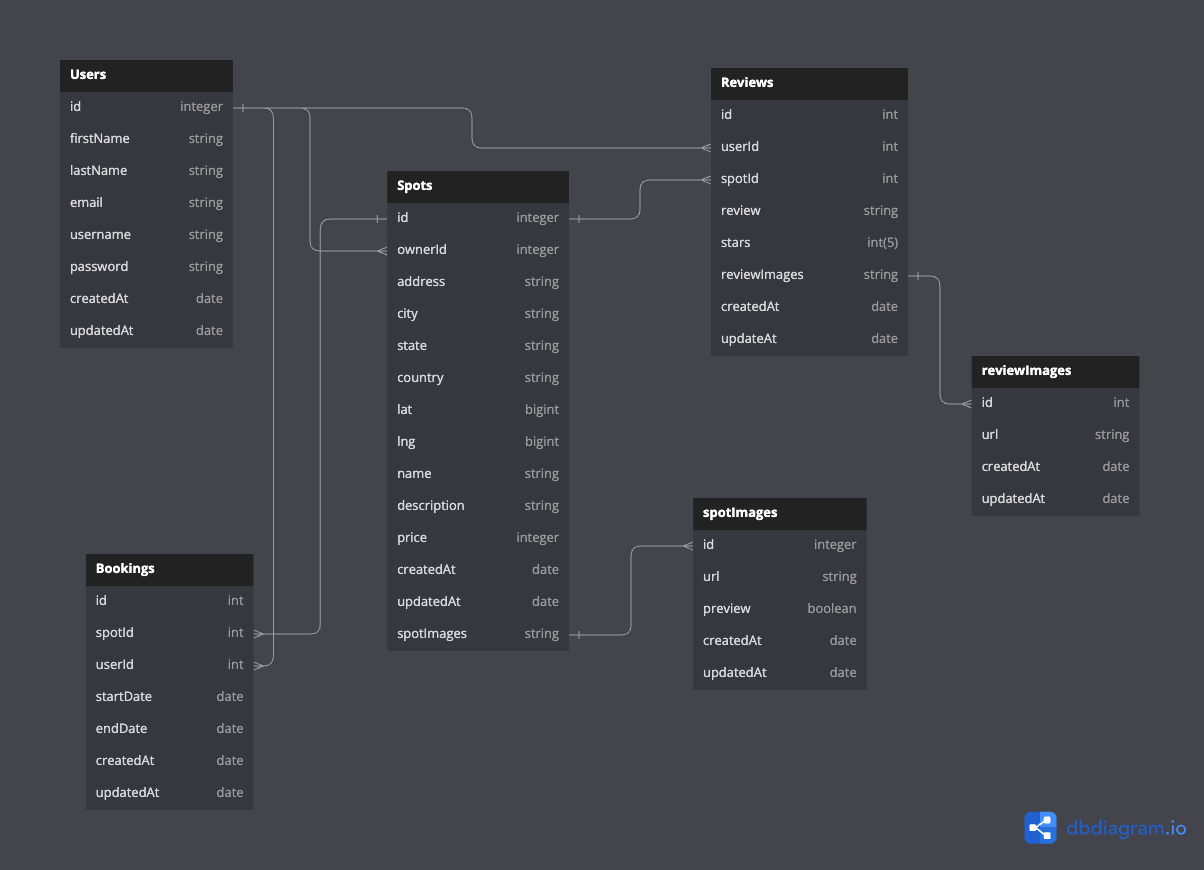 Users
id integer
firstName string
lastName string
email string
username string
password string
createdAt date
updatedAt date
Spots
id integer
ownerId integer
address string
city string
state string
country string
lat bigint
lng bigint
name string
description string
price integer
createdAt date
updatedAt date
spotImages string
Reviews
id int
userId int
spotId int
review string
stars int(5)
reviewImages string
createdAt date
updateAt date
reviewImages
id int
url string
createdAt date
updatedAt date
spotImages
id integer
url string
preview boolean
createdAt date
updatedAt date
Bookings
id int
spotId int
userId int
startDate date
endDate date
createdAt date
updatedAt date
dbdiagram.io